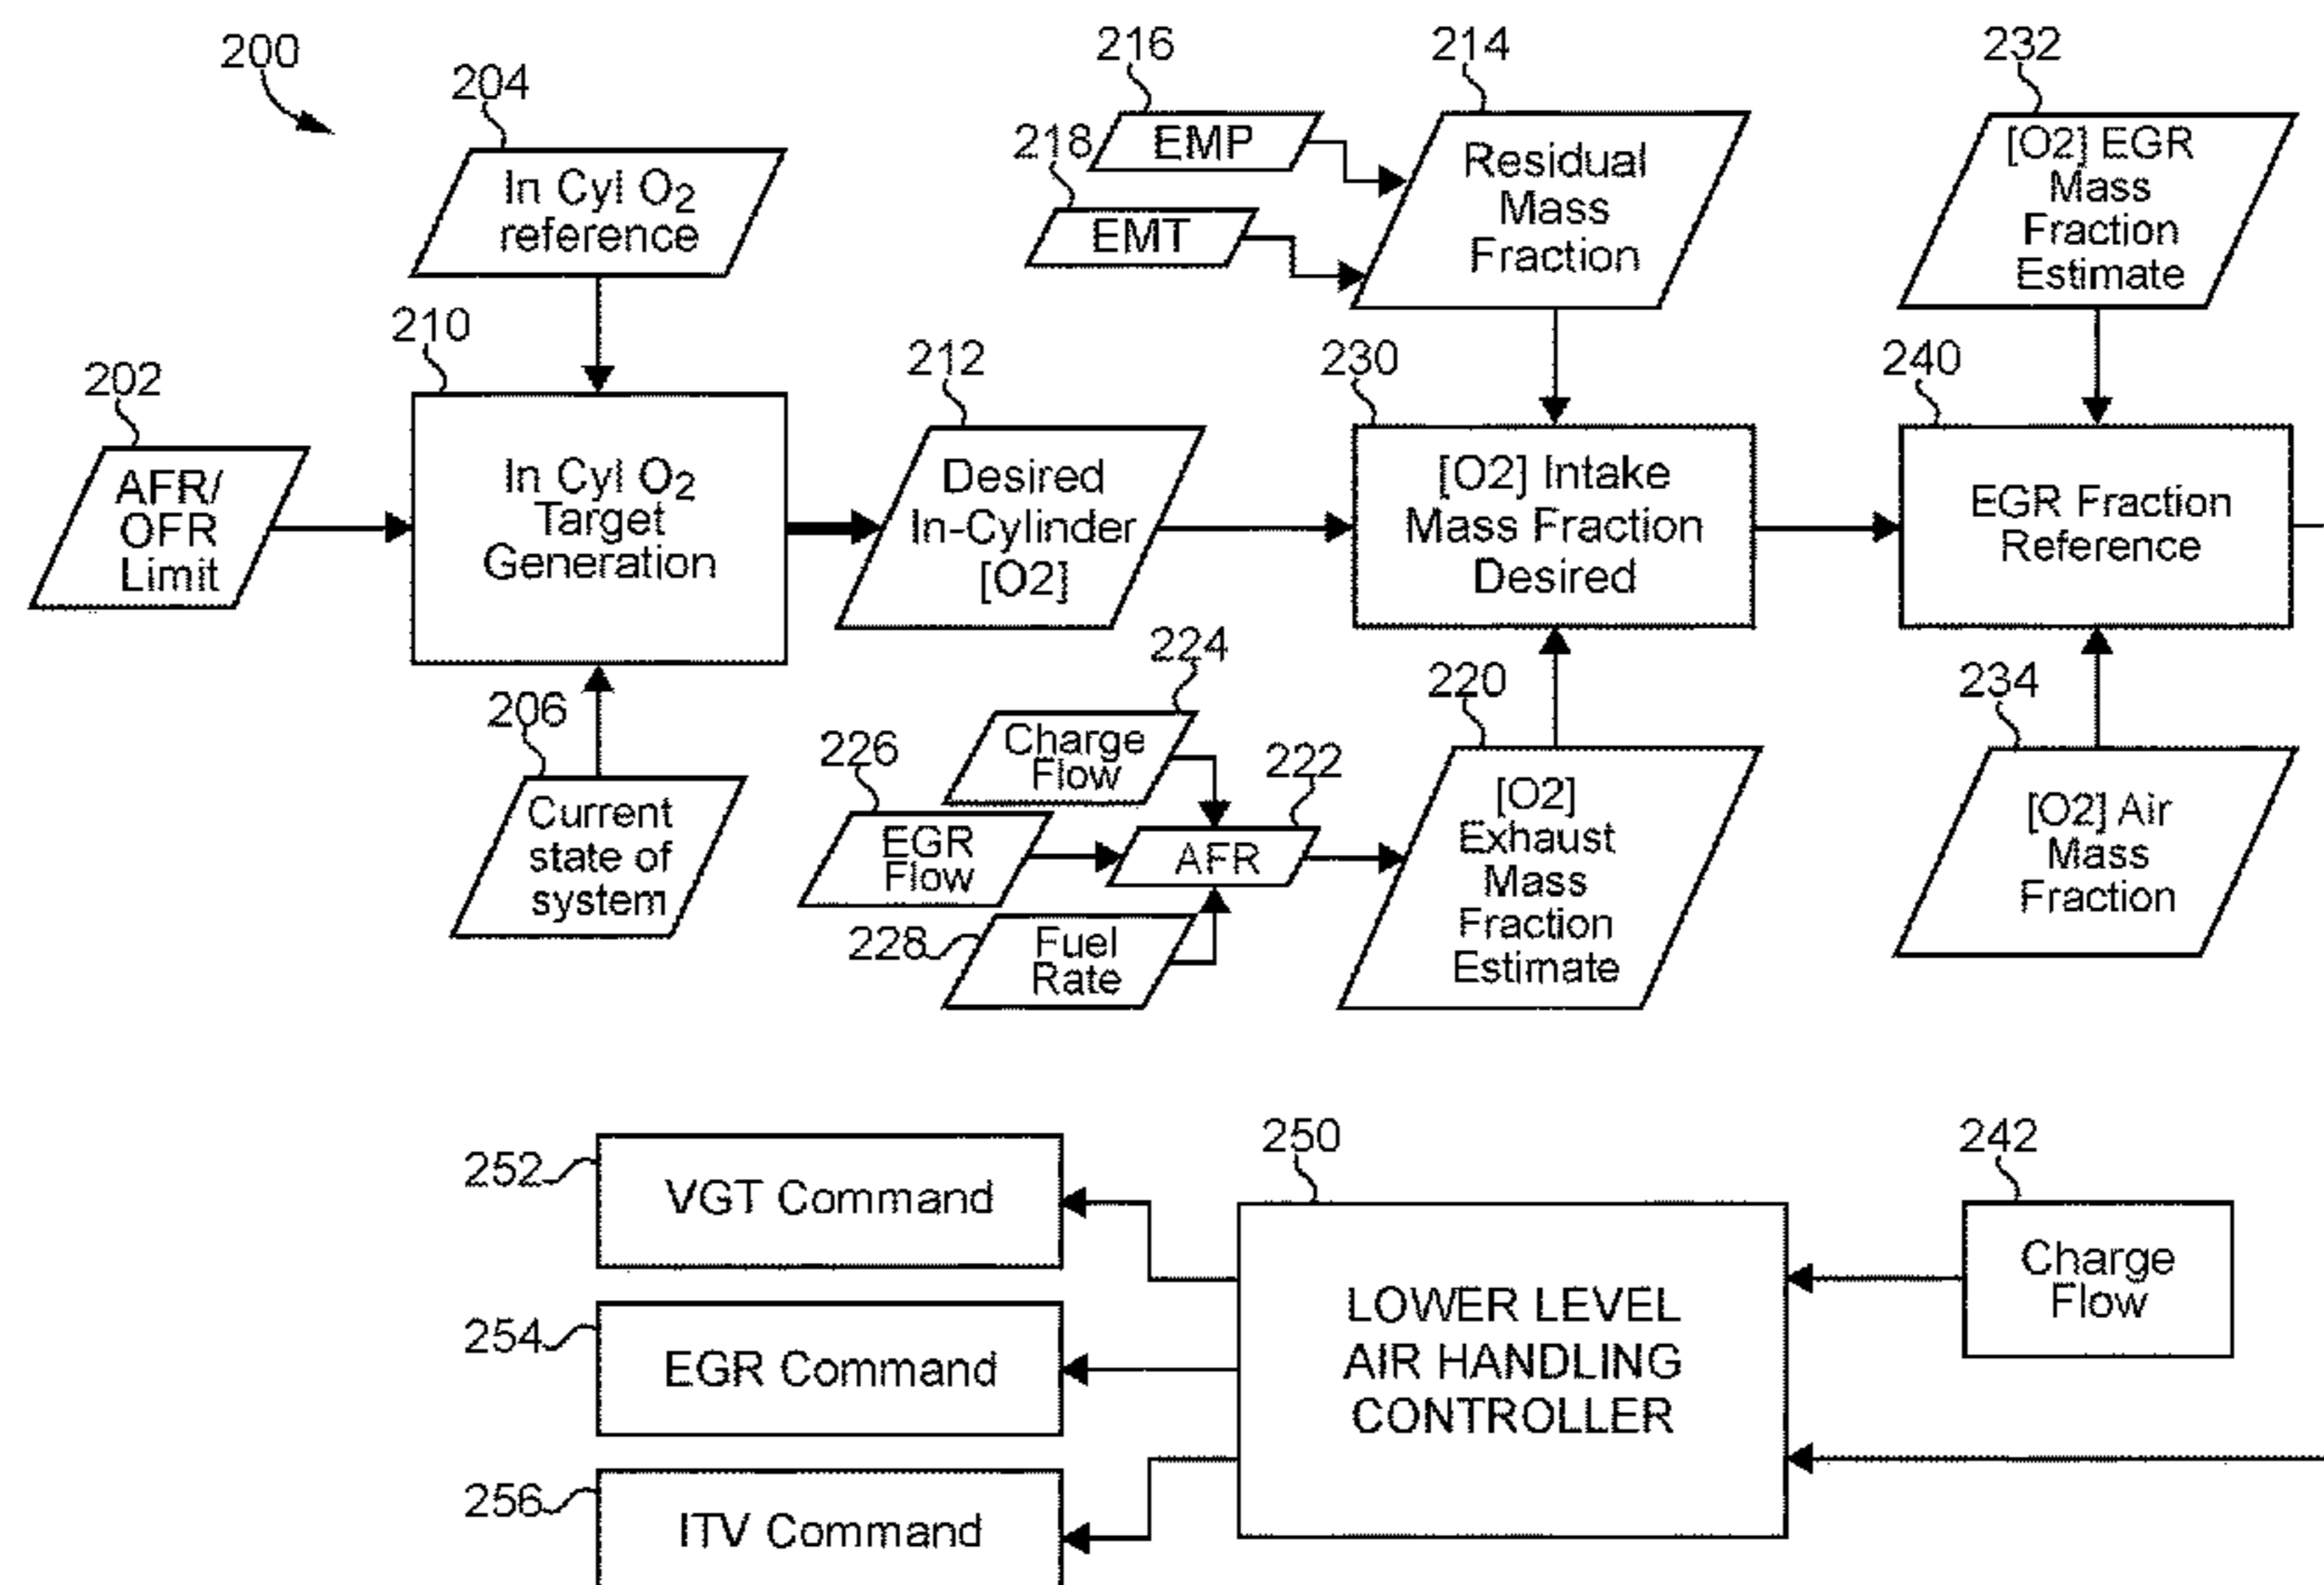 200
204
In Cyl O2
reference
216
EMP
218
EMT
214
Residual
Mass
Fraction
232
[O2] EGR
Mass
Fraction
Estimate
202
AFR/
OFR
Limit
210
In Cyl O2
Target
Generation
212
Desired
In-Cylinder
[O2]
230
[O2] Intake
Mass Fraction
Desired
240
EGR Fraction
Reference
206
Current
state of
system
224
Charge
Flow
226
EGR
Flow
228
Fuel
Rate
222
AFR
220
[O2]
Exhaust
Mass
Fraction
Estimate
234
[O2] Air
Mass
Fraction
252
VGT Command
254
EGR Command
256
ITV Command
250
LOWER LEVEL
AIR HANDLING
CONTROLLER
242
Charge
Flow